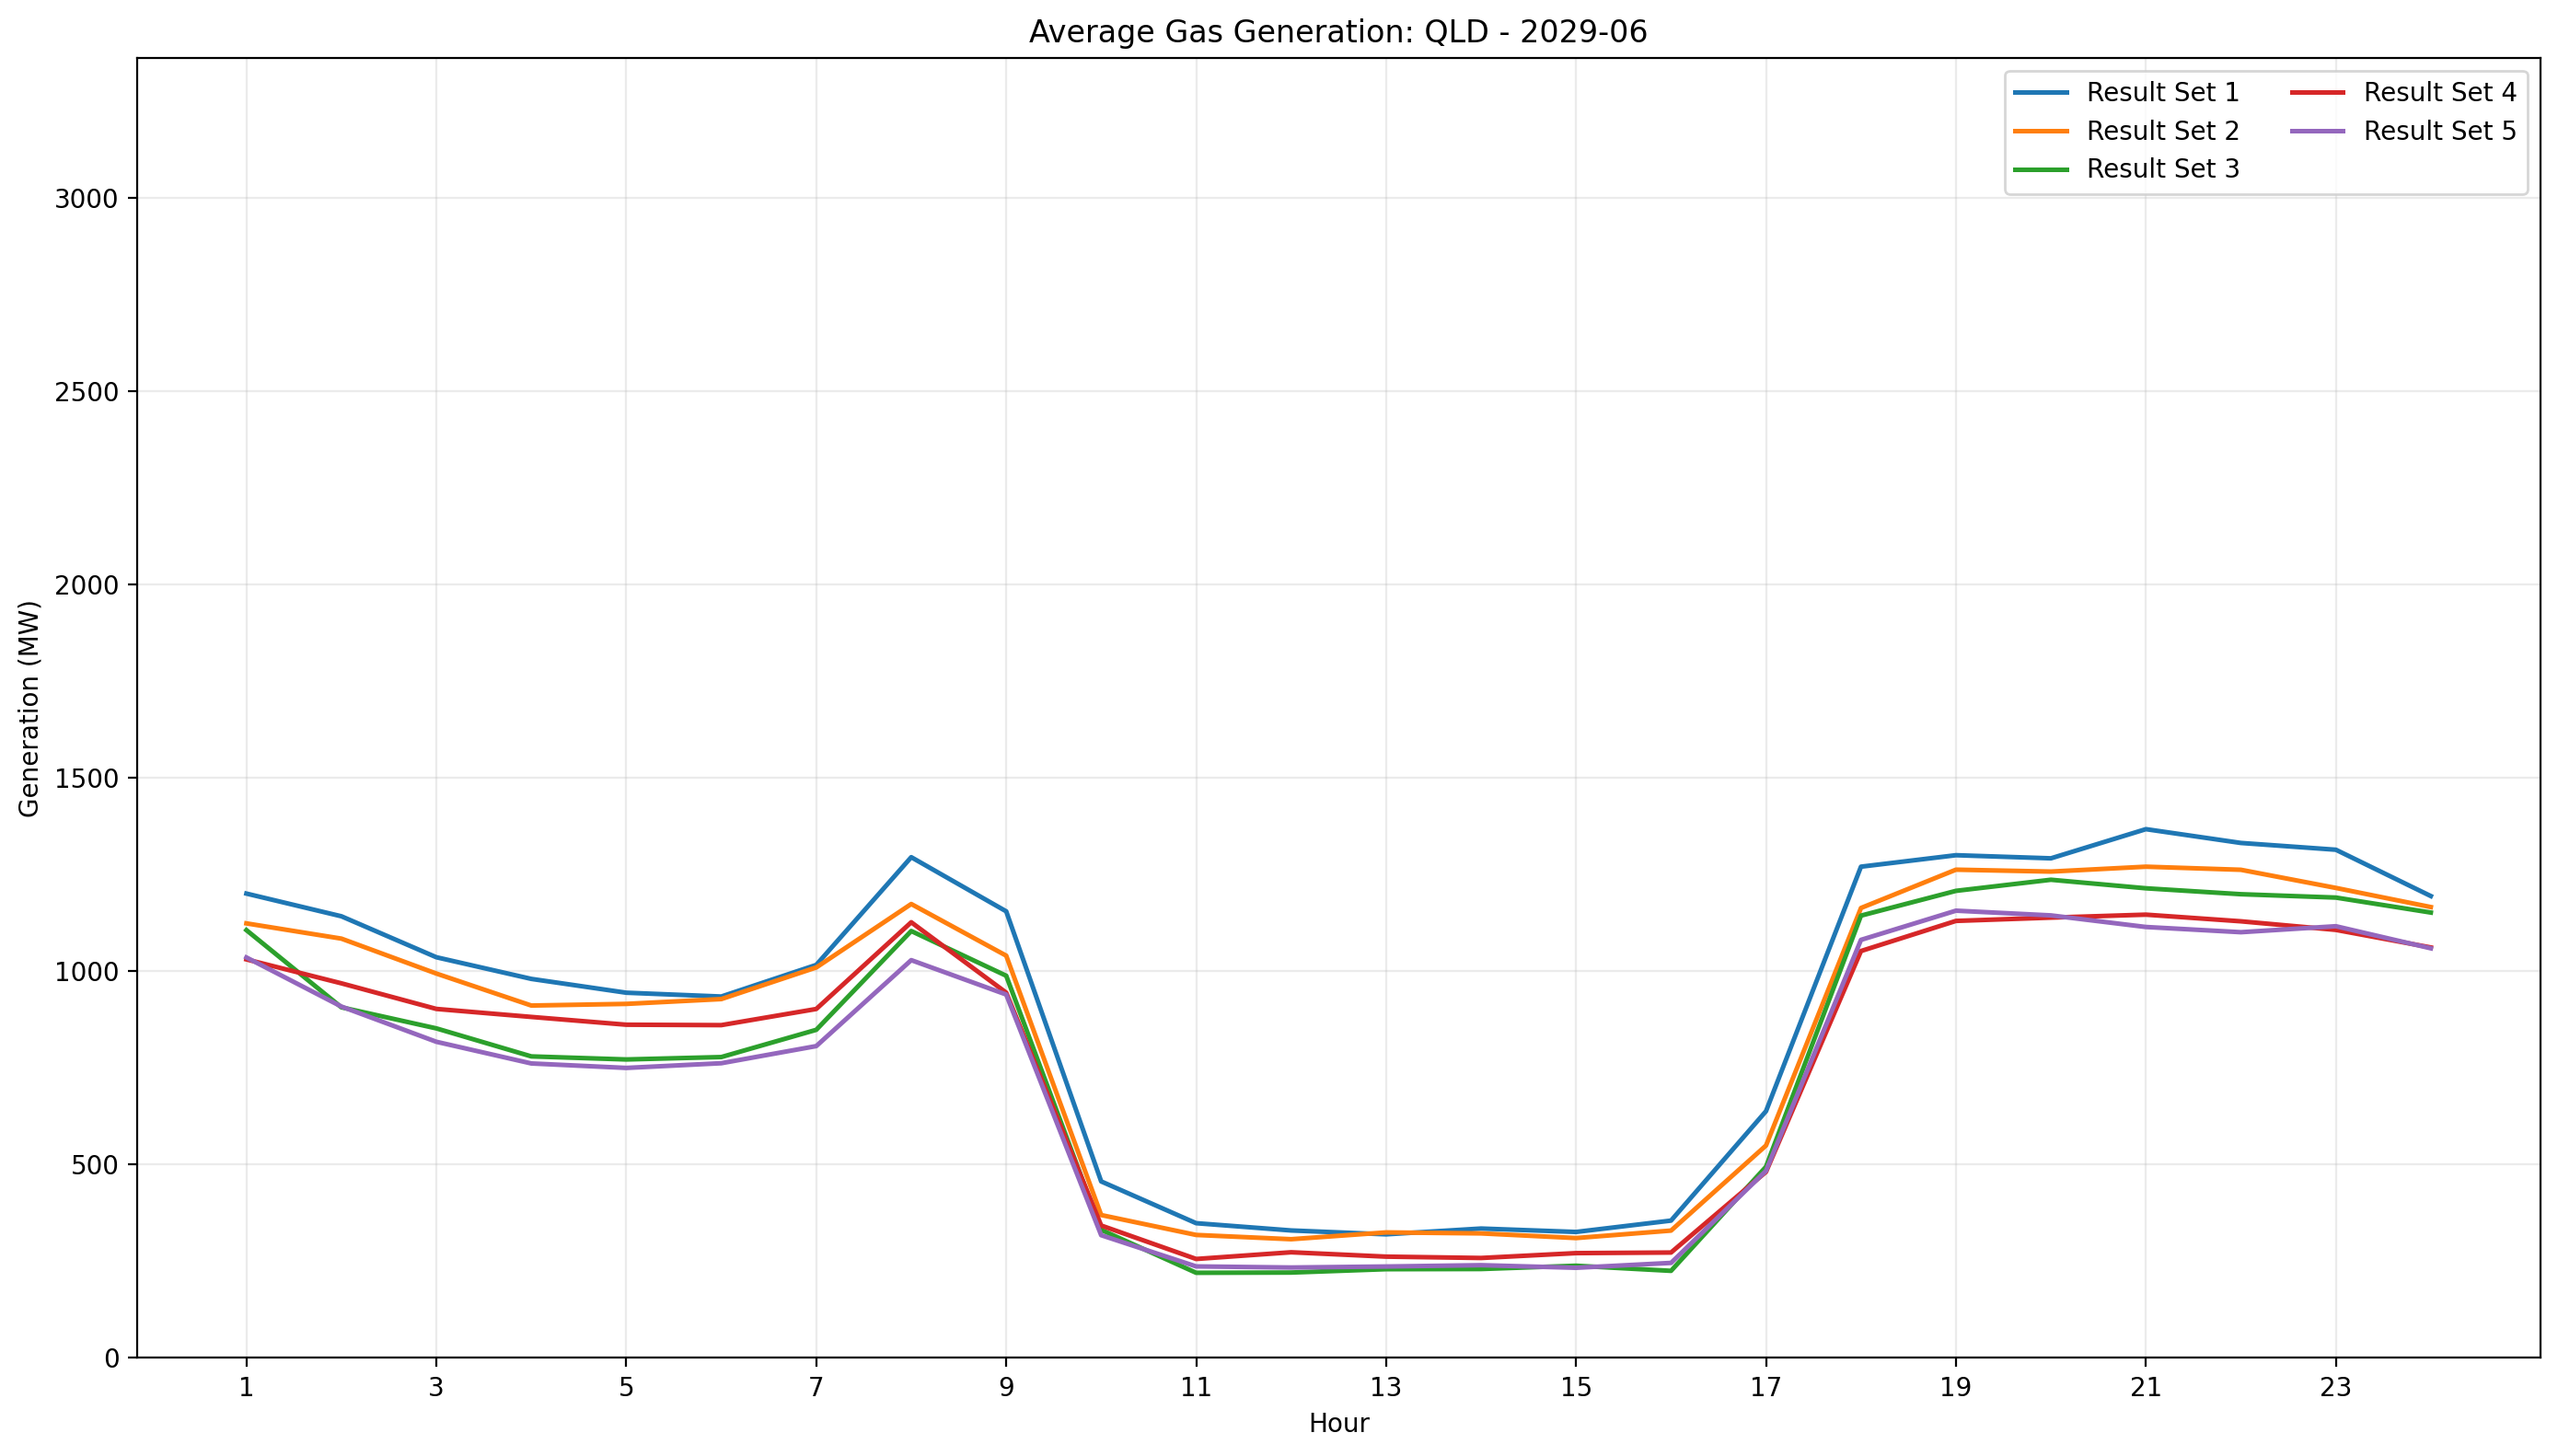 Average Gas Generation: QLD - 2029-06
Result Set 1
Result Set 2
Result Set 3
Result Set 4
Result Set 5
Generation (MW)
3000
2500
2000
1500
1000
500
0
1 3 5 7 9 11 13 15 17 19 21 23
Hour